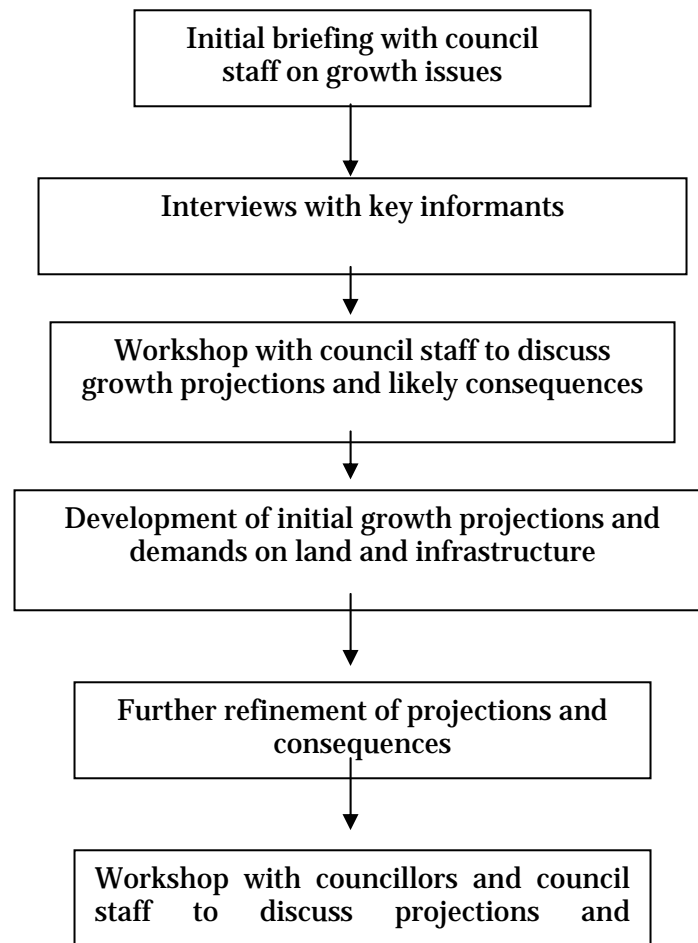 Initial briefing with council
staff on growth issues
Interviews with key informants
Workshop with council staff to discuss
growth projections and likely consequences
Development of initial growth projections and
demands on land and infrastructure
Further refinement of projections and
consequences
Workshop with councillors and council
staff to discuss projections and